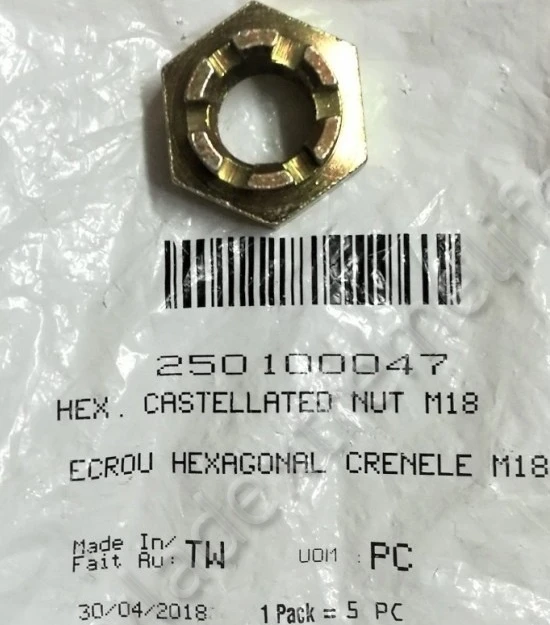 250100047
HEX. CASTELLATED NUT M18
ECROU HEXAGONAL CRENELE M18
Made In/
Fait Au: TW UOM : PC
30/04/2018 1 Pack = 5 PC